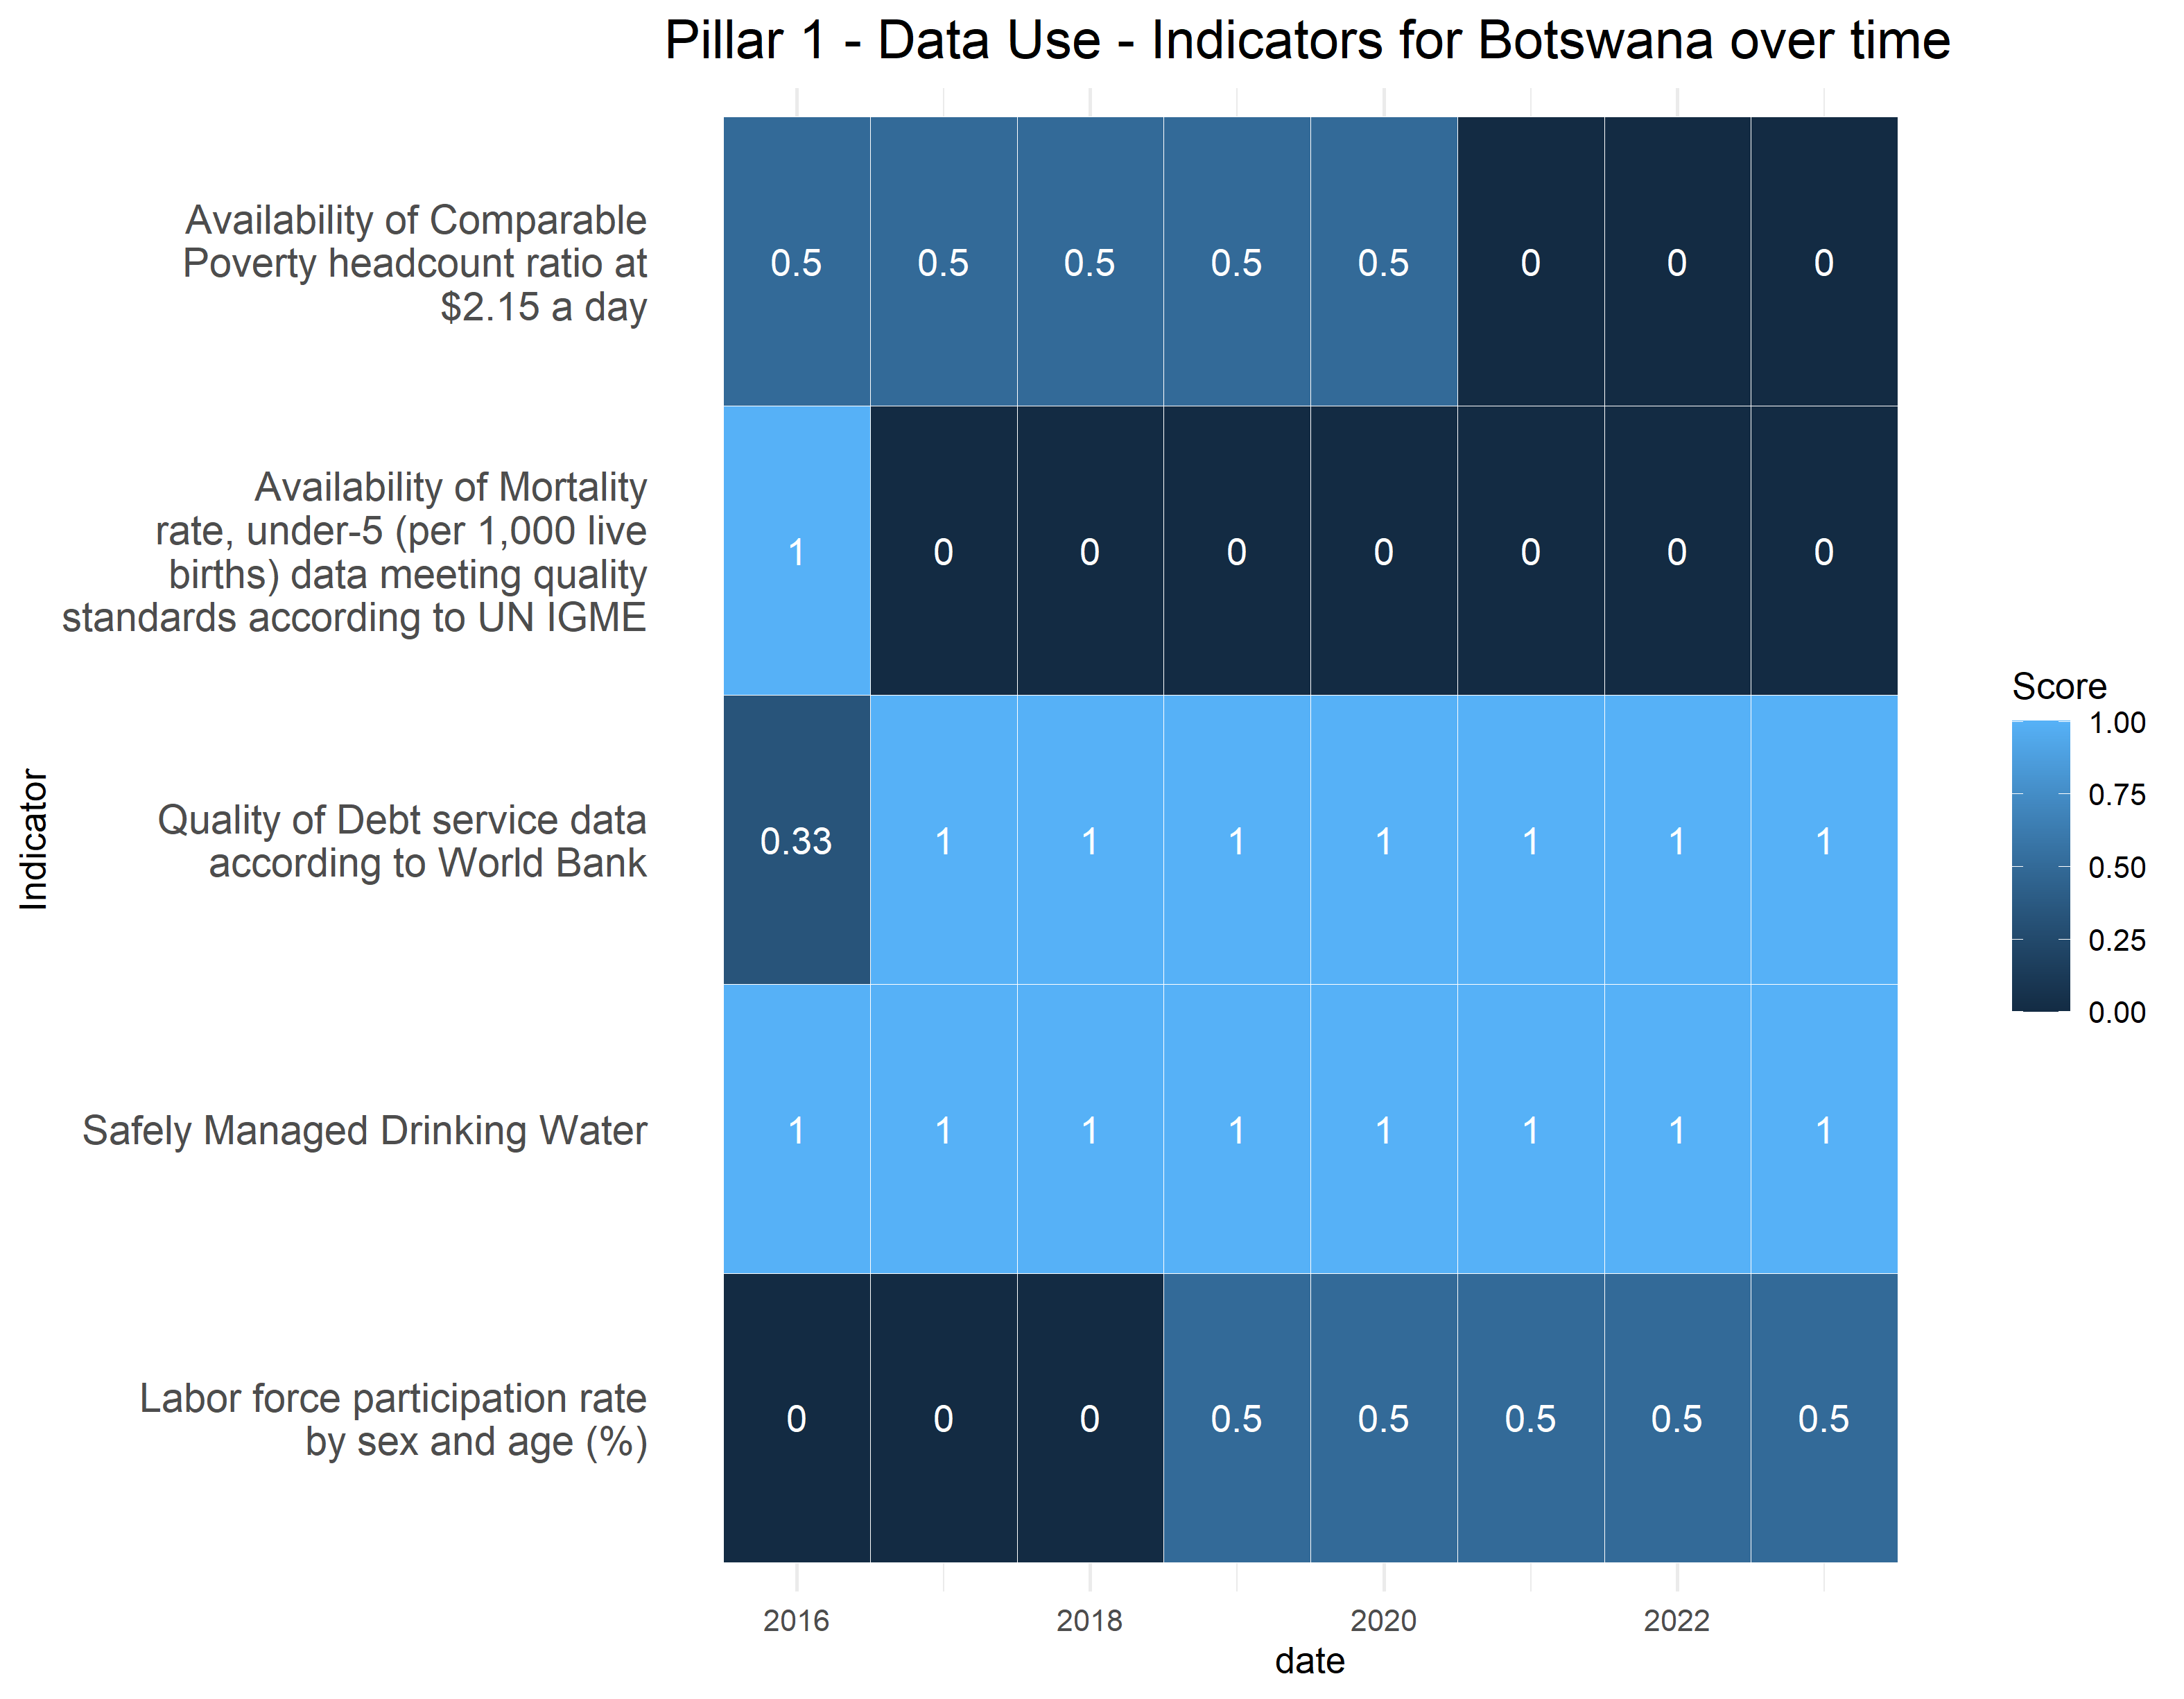 Pillar 1 - Data Use - Indicators for Botswana over time
Indicator
Availability of Comparable
Poverty headcount ratio at
$2.15 a day
0.5 0.5 0.5 0.5 0.5 0 0 0
Availability of Mortality
rate, under-5 (per 1,000 live
births) data meeting quality
standards according to UN IGME
1 0 0 0 0 0 0 0
Quality of Debt service data
according to World Bank
0.33 1 1 1 1 1 1 1
Safely Managed Drinking Water
1 1 1 1 1 1 1 1
Labor force participation rate
by sex and age (%)
0 0 0 0.5 0.5 0.5 0.5 0.5
2016 2018 2020 2022
date
Score
1.00
0.75
0.50
0.25
0.00